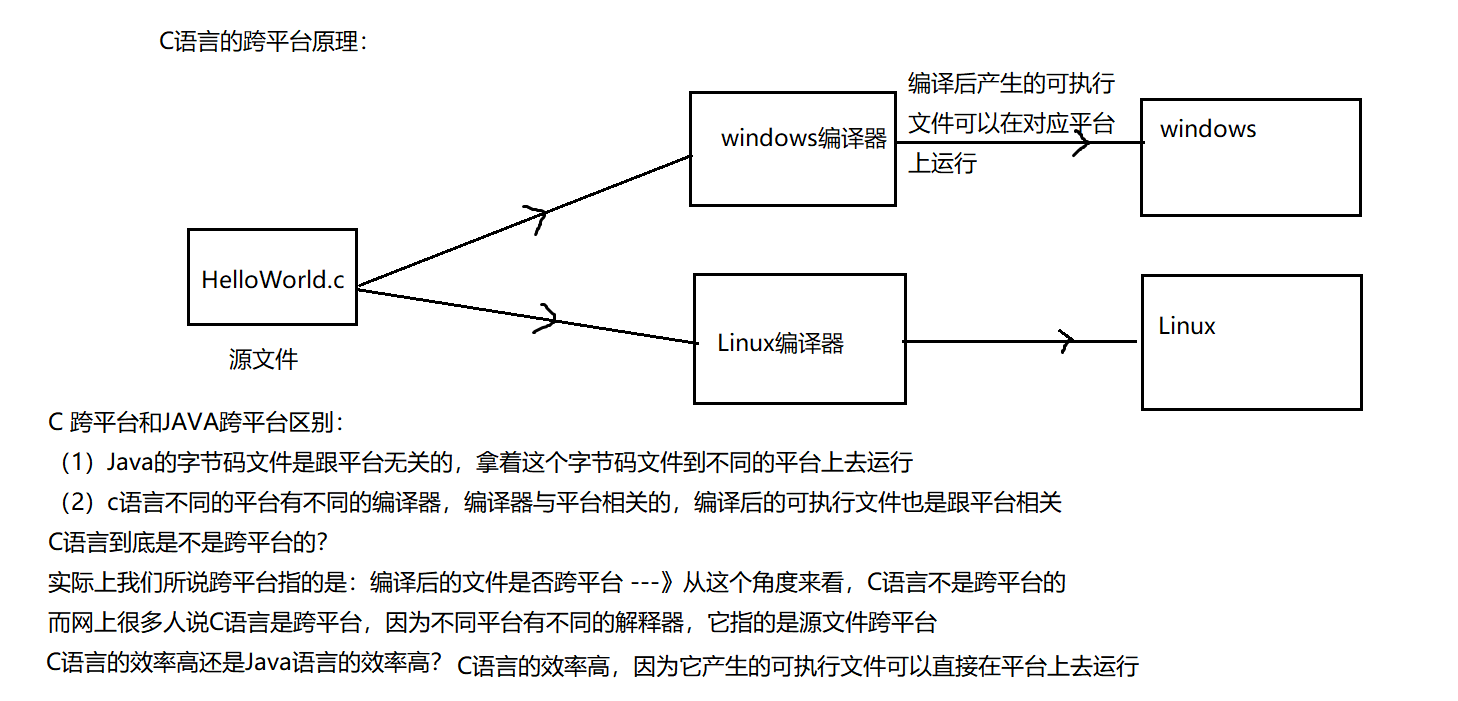 C语言的跨平台原理：
编译后产生的可执行
文件可以在对应平台
上运行
windows编译器
windows
HelloWorld.c
源文件
Linux编译器
Linux
C 跨平台和JAVA跨平台区别：
（1）Java的字节码文件是跟平台无关的，拿着这个字节码文件到不同的平台上去运行
（2）c语言不同的平台有不同的编译器，编译器与平台相关的，编译后的可执行文件也是跟平台相关
C语言到底是不是跨平台的？
实际上我们所说跨平台指的是：编译后的文件是否跨平台 ---》从这个角度来看，C语言不是跨平台的
而网上很多人说C语言是跨平台，因为不同平台有不同的解释器，它指的是源文件跨平台
C语言的效率高还是Java语言的效率高？ C语言的效率高，因为它产生的可执行文件可以直接在平台上去运行